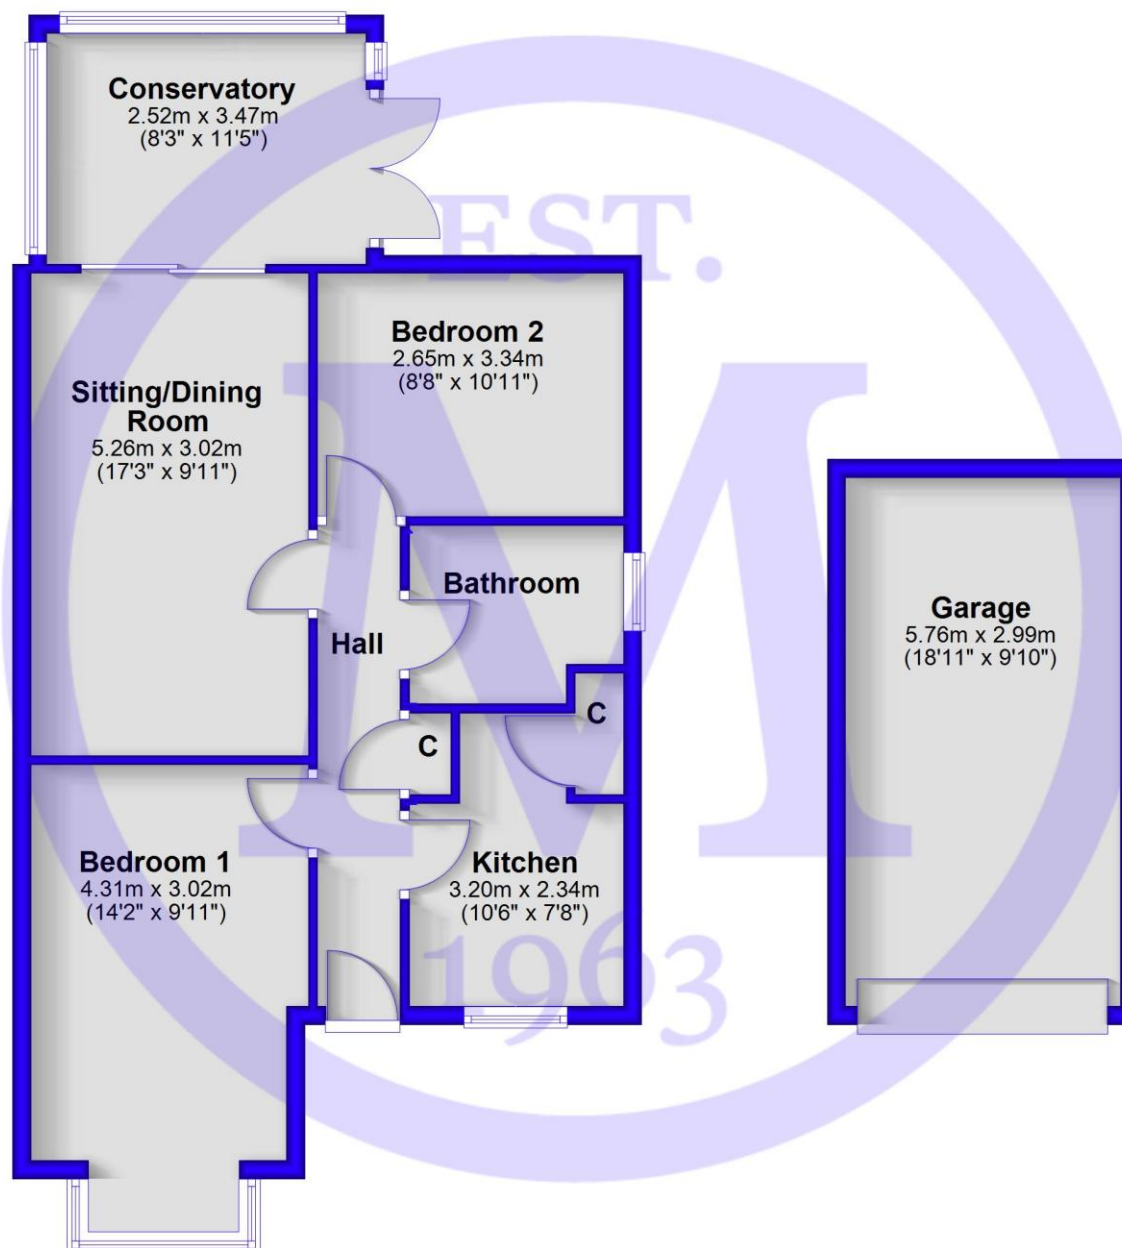 Conservatory
2.52m x 3.47m
(8'3" x 11'5")
EST.
Bedroom 2
2.65m x 3.34m
(8'8" x 10'11")
Sitting/Dining
Room
5.26m x 3.02m
(17'3" x 9'11")
Bathroom
Hall
C
C
Garage
5.76m x 2.99m
(18'11" x 9'10")
M
Bedroom 1
4.31m x 3.02m
(14'2" x 9'11")
Kitchen
3.20m x 2.34m
(10'6" x 7'8")
1963